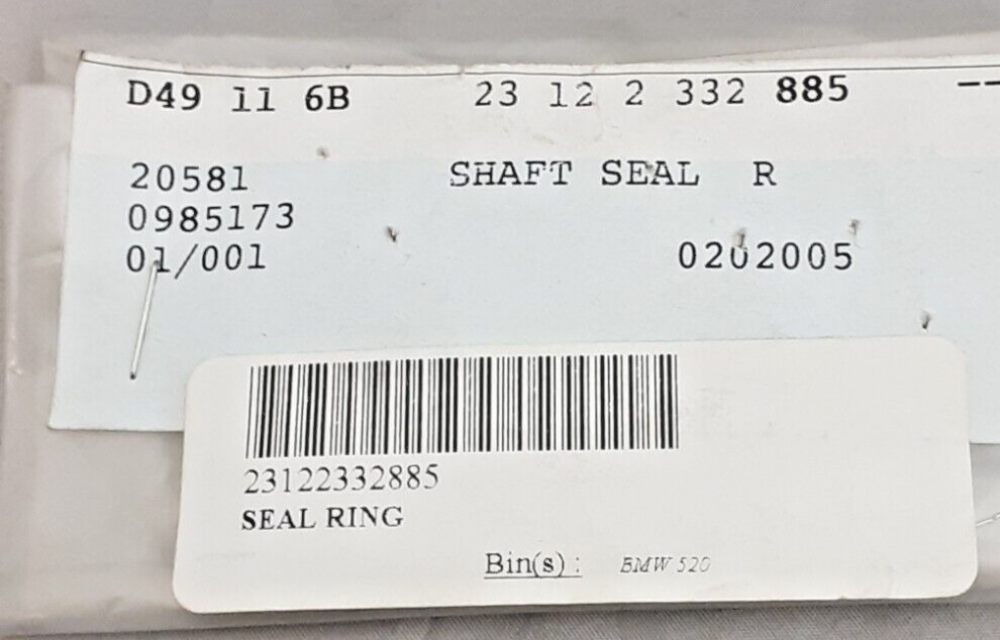 D49 11 6B 23 12 2 332 885 --
20581 SHAFT SEAL R
0985173
01/001 0202005
23122332885
SEAL RING
Bin(s) : BMW 520